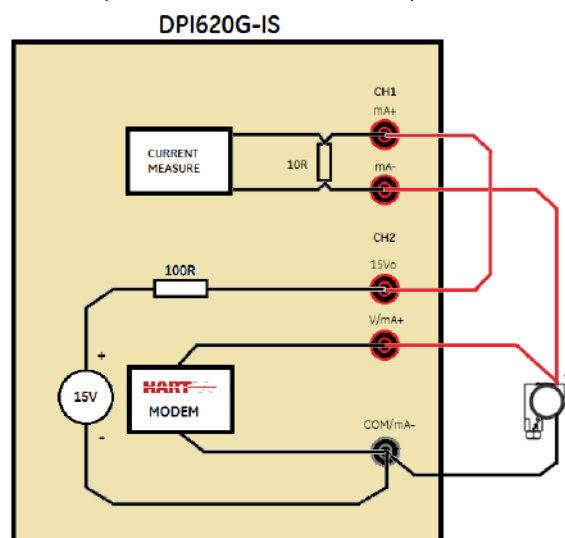 DPI620G-IS
CH1
mA+
CURRENT
MEASURE
10R
mA-
CH2
15Vo
100R
V/mA+
+
HART
MODEM
15V
COM/mA-
-